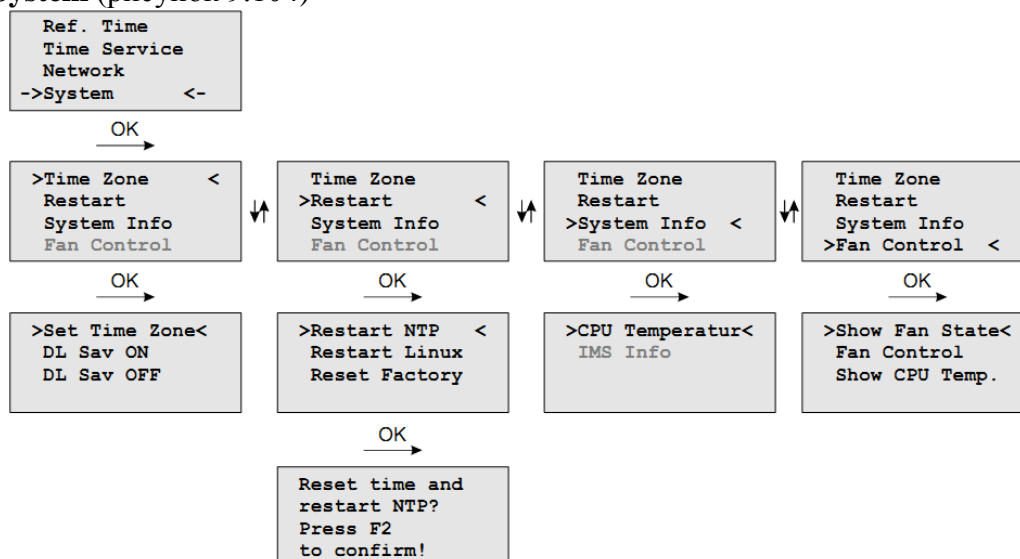 (рисунок 9.164)
Ref. Time
Time Service
Network
->System <-
OK
>Time Zone <
Restart
System Info
Fan Control
Time Zone
>Restart <
System Info
Fan Control
Time Zone
Restart
>System Info <
Fan Control
Time Zone
Restart
System Info
>Fan Control <
OK
OK
OK
OK
>Set Time Zone<
DL Sav ON
DL Sav OFF
>Restart NTP <
Restart Linux
Reset Factory
>CPU Temperatur<
IMS Info
>Show Fan State<
Fan Control
Show CPU Temp.
OK
Reset time and
restart NTP?
Press F2
to confirm!